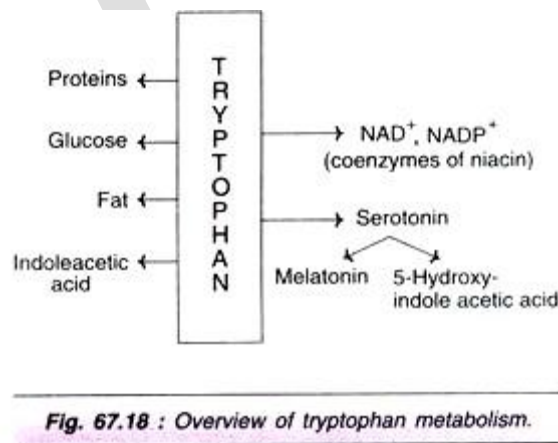 Proteins
Glucose
Fat
Indoleacetic
acid
T
R
Y
P
T
O
P
H
A
N
NAD⁺, NADP⁺
(coenzymes of niacin)
Serotonin
Melatonin
5-Hydroxy-
indole acetic acid
Fig. 67.18 : Overview of tryptophan metabolism.